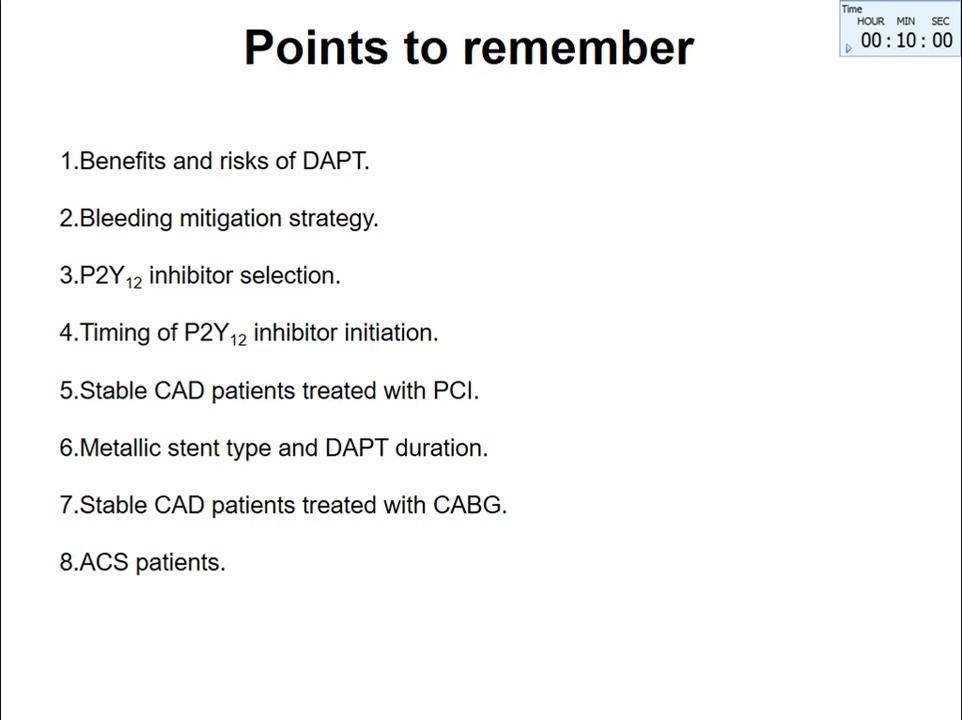 Points to remember
Time
HOUR MIN SEC
00 : 10 : 00
1.Benefits and risks of DAPT.
2.Bleeding mitigation strategy.
3.P2Y12 inhibitor selection.
4.Timing of P2Y12 inhibitor initiation.
5.Stable CAD patients treated with PCI.
6.Metallic stent type and DAPT duration.
7.Stable CAD patients treated with CABG.
8.ACS patients.